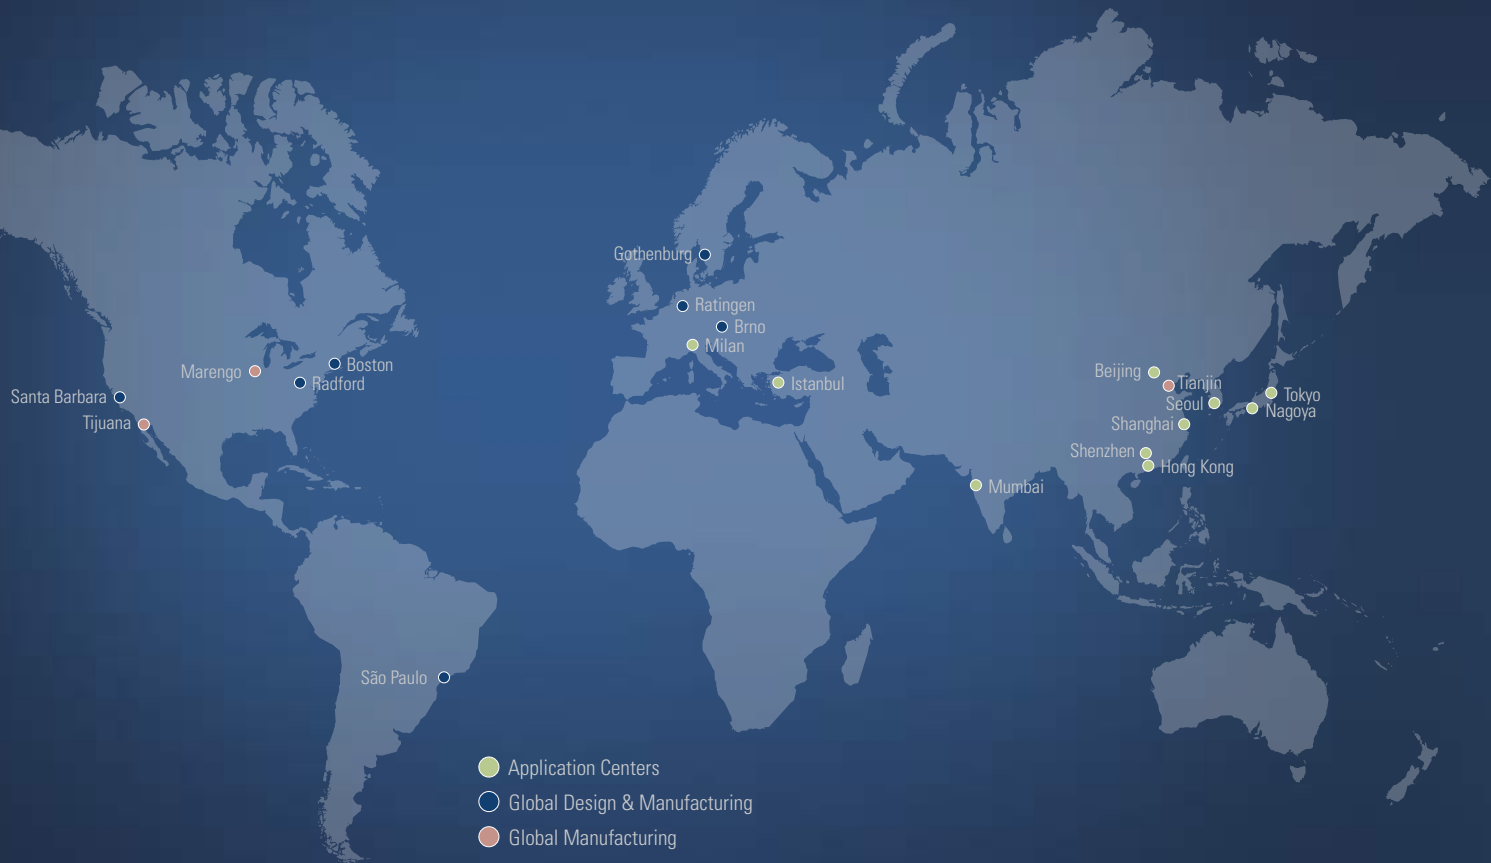 Gothenburg
Ratingen
Brno
Milan
Istanbul
Marengo
Boston
Radford
Santa Barbara
Tijuana
Beijing
Tianjin
Seoul
Tokyo
Nagoya
Shanghai
Shenzhen
Hong Kong
Mumbai
São Paulo
Application Centers
Global Design & Manufacturing
Global Manufacturing